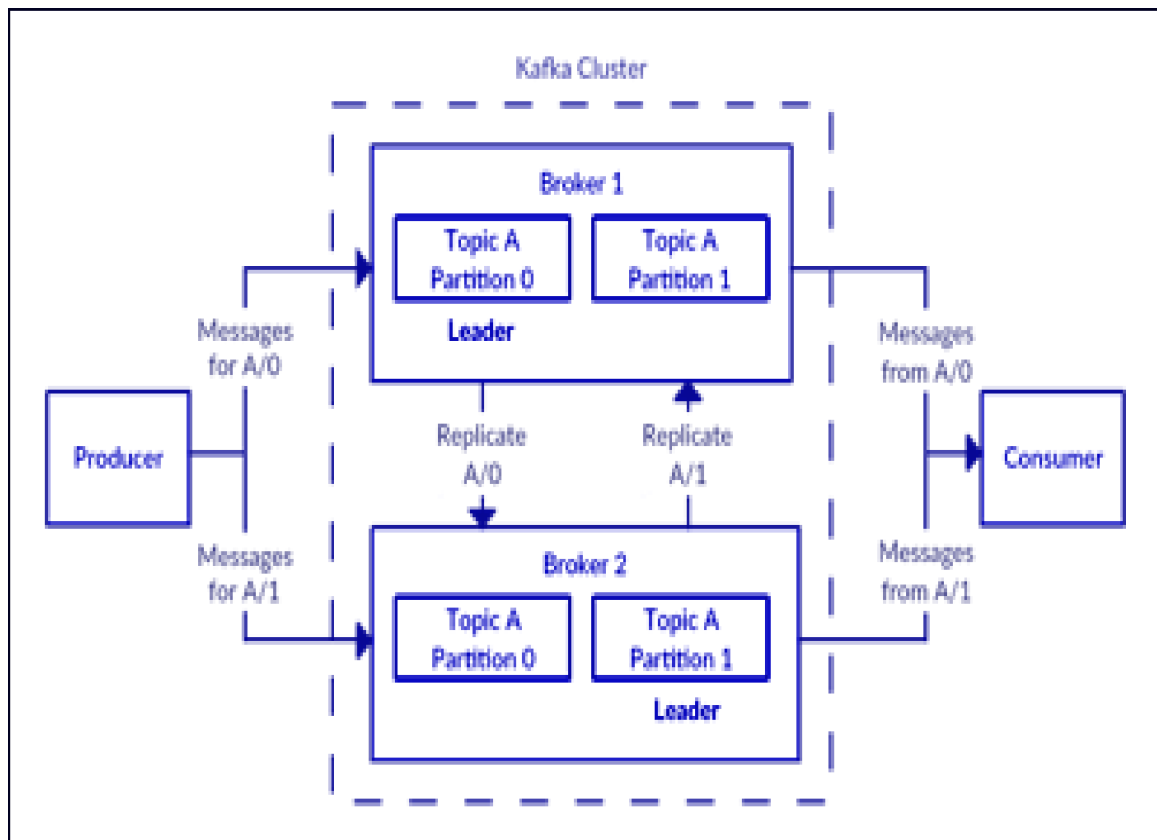 Kafka Cluster
Broker 1
Topic A
Partition 0
Topic A
Partition 1
Leader
Messages
for A/0
Messages
from A/0
Producer
Replicate
A/0
Replicate
A/1
Consumer
Messages
for A/1
Messages
from A/1
Broker 2
Topic A
Partition 0
Topic A
Partition 1
Leader